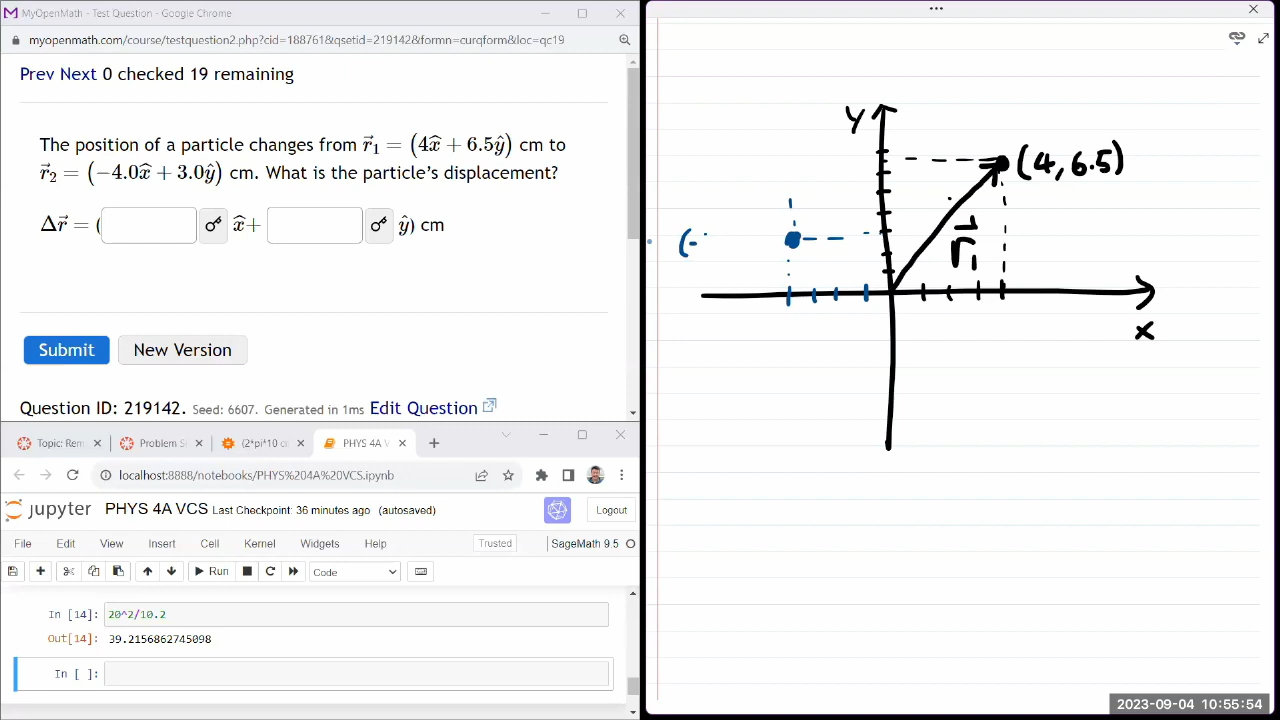 MyOpenMath - Test Question - Google Chrome
myopenmath.com/course/testquestion2.php?cid=188761&qsetid=219142&formn=curqform&loc=qc19
Prev Next 0 checked 19 remaining
The position of a particle changes from r⃗₁ = (4x̂ + 6.5ŷ) cm to
r⃗₂ = (−4.0x̂ + 3.0ŷ) cm. What is the particle's displacement?
Δr⃗ = ( x̂+ ŷ) cm
Submit New Version
Question ID: 219142. Seed: 6607. Generated in 1ms Edit Question
Topic: Rem Problem S (2*pi*10 c PHYS 4A V
localhost:8888/notebooks/PHYS%204A%20VCS.ipynb
jupyter PHYS 4A VCS Last Checkpoint: 36 minutes ago (autosaved) Logout
File Edit View Insert Cell Kernel Widgets Help Trusted SageMath 9.5
Run Code
In [14]: 20^2/10.2
Out[14]: 39.2156862745098
In [ ]:
y
(4, 6.5)
(-
r⃗₁
x
2023-09-04 10:55:54